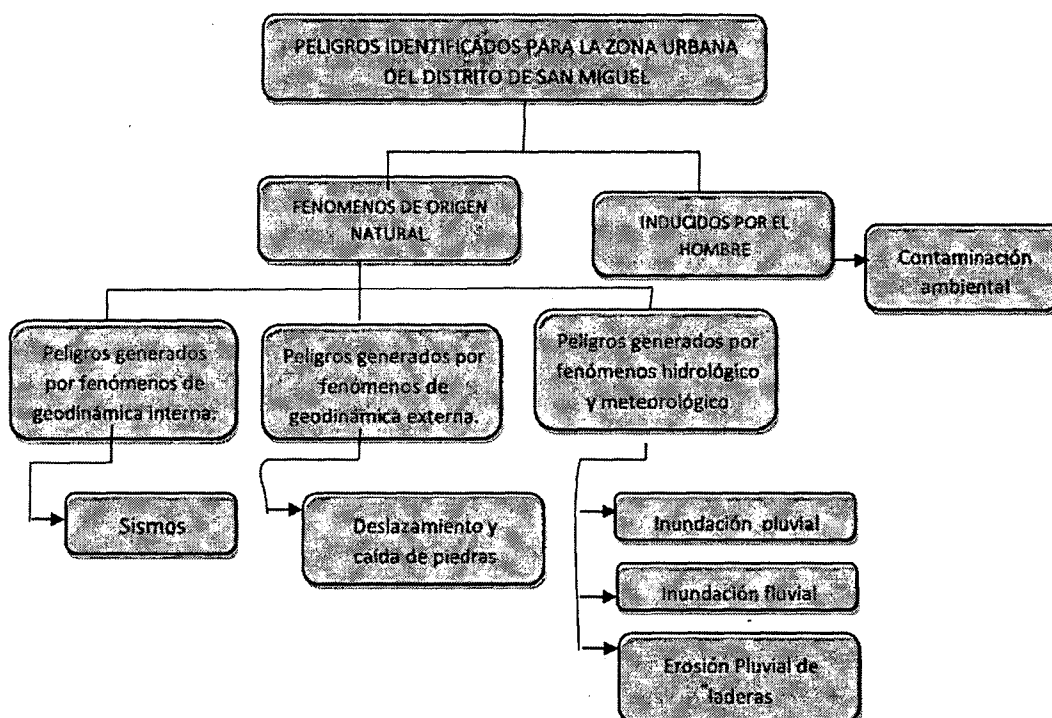 PELIGROS IDENTIFICADOS PARA LA ZONA URBANA
DEL DISTRITO DE SAN MIGUEL
FENOMENOS DE ORIGEN
NATURAL.
INDUCIDOS POR EL
HOMBRE
Contaminación
ambiental
Peligros generados
por fenómenos de
geodinámica interna.
Peligros generados por
fenómenos de
geodinámica externa.
Peligros generados por
fenómenos hidrológico
y meteorológico
Sismos
Deslazamiento y
caída de piedras
Inundación pluvial
Inundación fluvial
Erosión Pluvial de
laderas